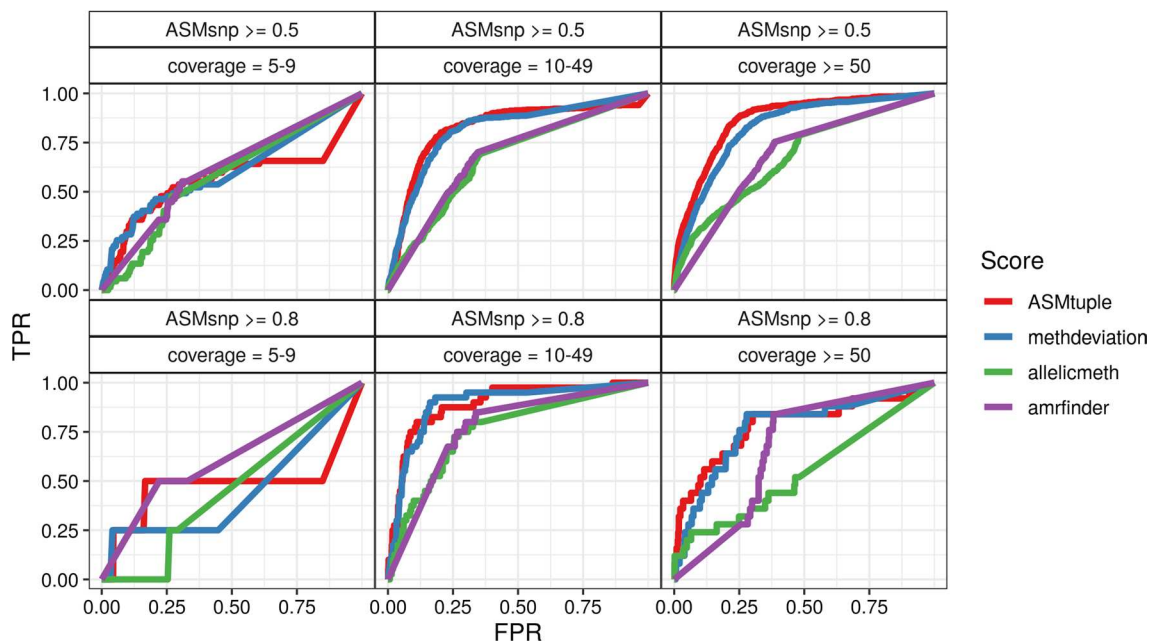 ASMsnp >= 0.5 ASMsnp >= 0.5 ASMsnp >= 0.5
coverage = 5-9 coverage = 10-49 coverage >= 50
1.00
0.75
0.50
0.25
0.00
ASMsnp >= 0.8 ASMsnp >= 0.8 ASMsnp >= 0.8
coverage = 5-9 coverage = 10-49 coverage >= 50
1.00
0.75
0.50
0.25
0.00
0.00 0.25 0.50 0.75 0.00 0.25 0.50 0.75 0.00 0.25 0.50 0.75
FPR
TPR
Score
ASMtuple
methdeviation
allelicmeth
amrfinder